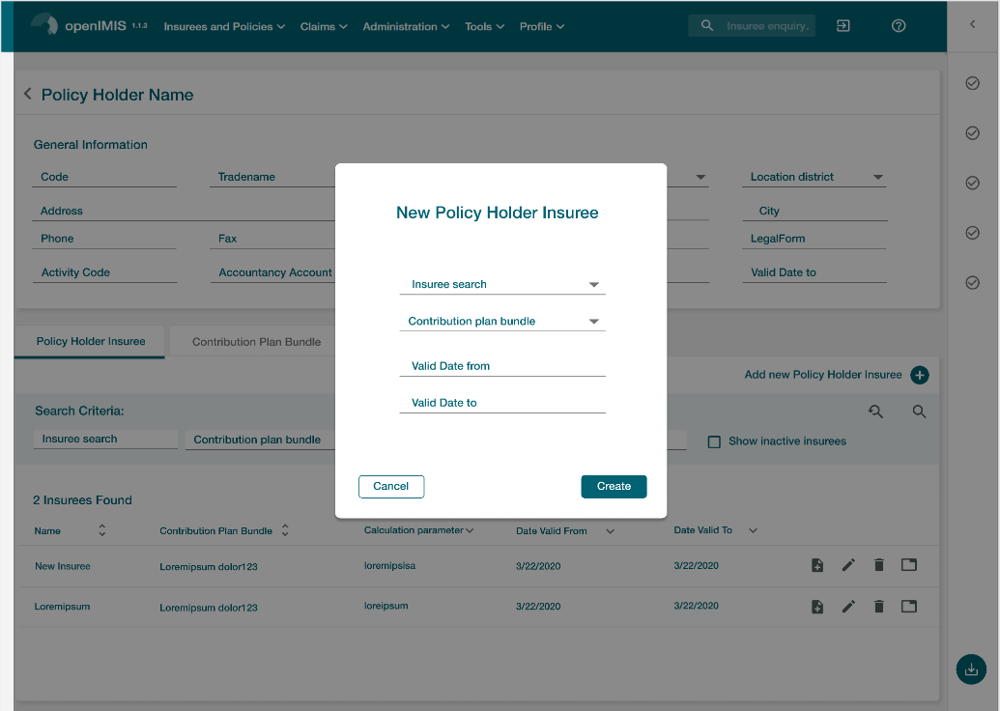 openIMIS 1.1.3 Insurees and Policies Claims Administration Tools Profile Insuree enquiry.
Policy Holder Name
General Information
Code Tradename Location district
Address City
Phone Fax LegalForm
Activity Code Accountancy Account Valid Date to
New Policy Holder Insuree
Insuree search
Contribution plan bundle
Valid Date from
Valid Date to
Cancel Create
Policy Holder Insuree Contribution Plan Bundle
Add new Policy Holder Insuree
Search Criteria:
Insuree search Contribution plan bundle Show inactive insurees
2 Insurees Found
Name Contribution Plan Bundle Calculation parameter Date Valid From Date Valid To
New Insuree Loremipsum dolor123 loremipsisa 3/22/2020 3/22/2020
Loremipsum Loremipsum dolor123 loreipsum 3/22/2020 3/22/2020